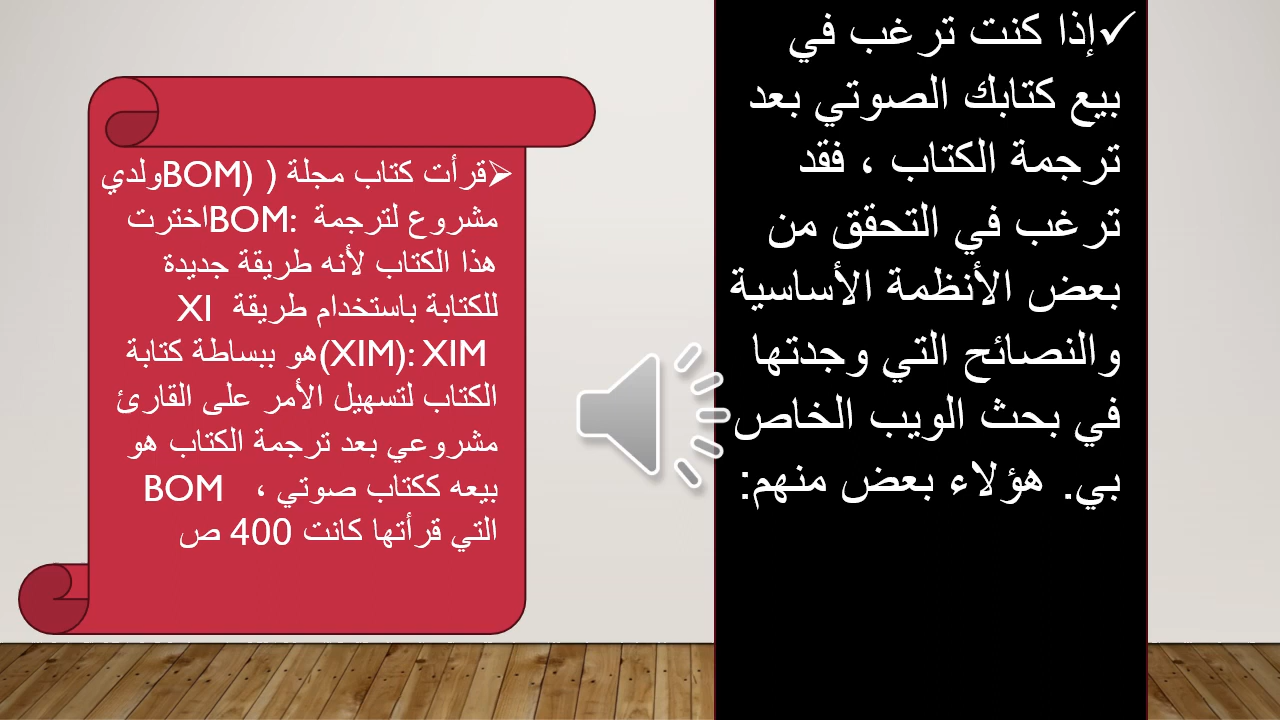 إذا كنت ترغب في
بيع كتابك الصوتي بعد
ترجمة الكتاب ، فقد
ترغب في التحقق من
بعض الأنظمة الأساسية
والنصائح التي وجدتها
في بحث الويب الخاص
بي. هؤلاء بعض منهم:
قرأت كتاب مجلة ( (BOMولدي
مشروع لترجمة :BOMاخترت
هذا الكتاب لأنه طريقة جديدة
للكتابة باستخدام طريقة XI
XIM :(XIM)هو ببساطة كتابة
الكتاب لتسهيل الأمر على القارئ
مشروعي بعد ترجمة الكتاب هو
بيعه ككتاب صوتي ، BOM
التي قرأتها كانت 400 ص